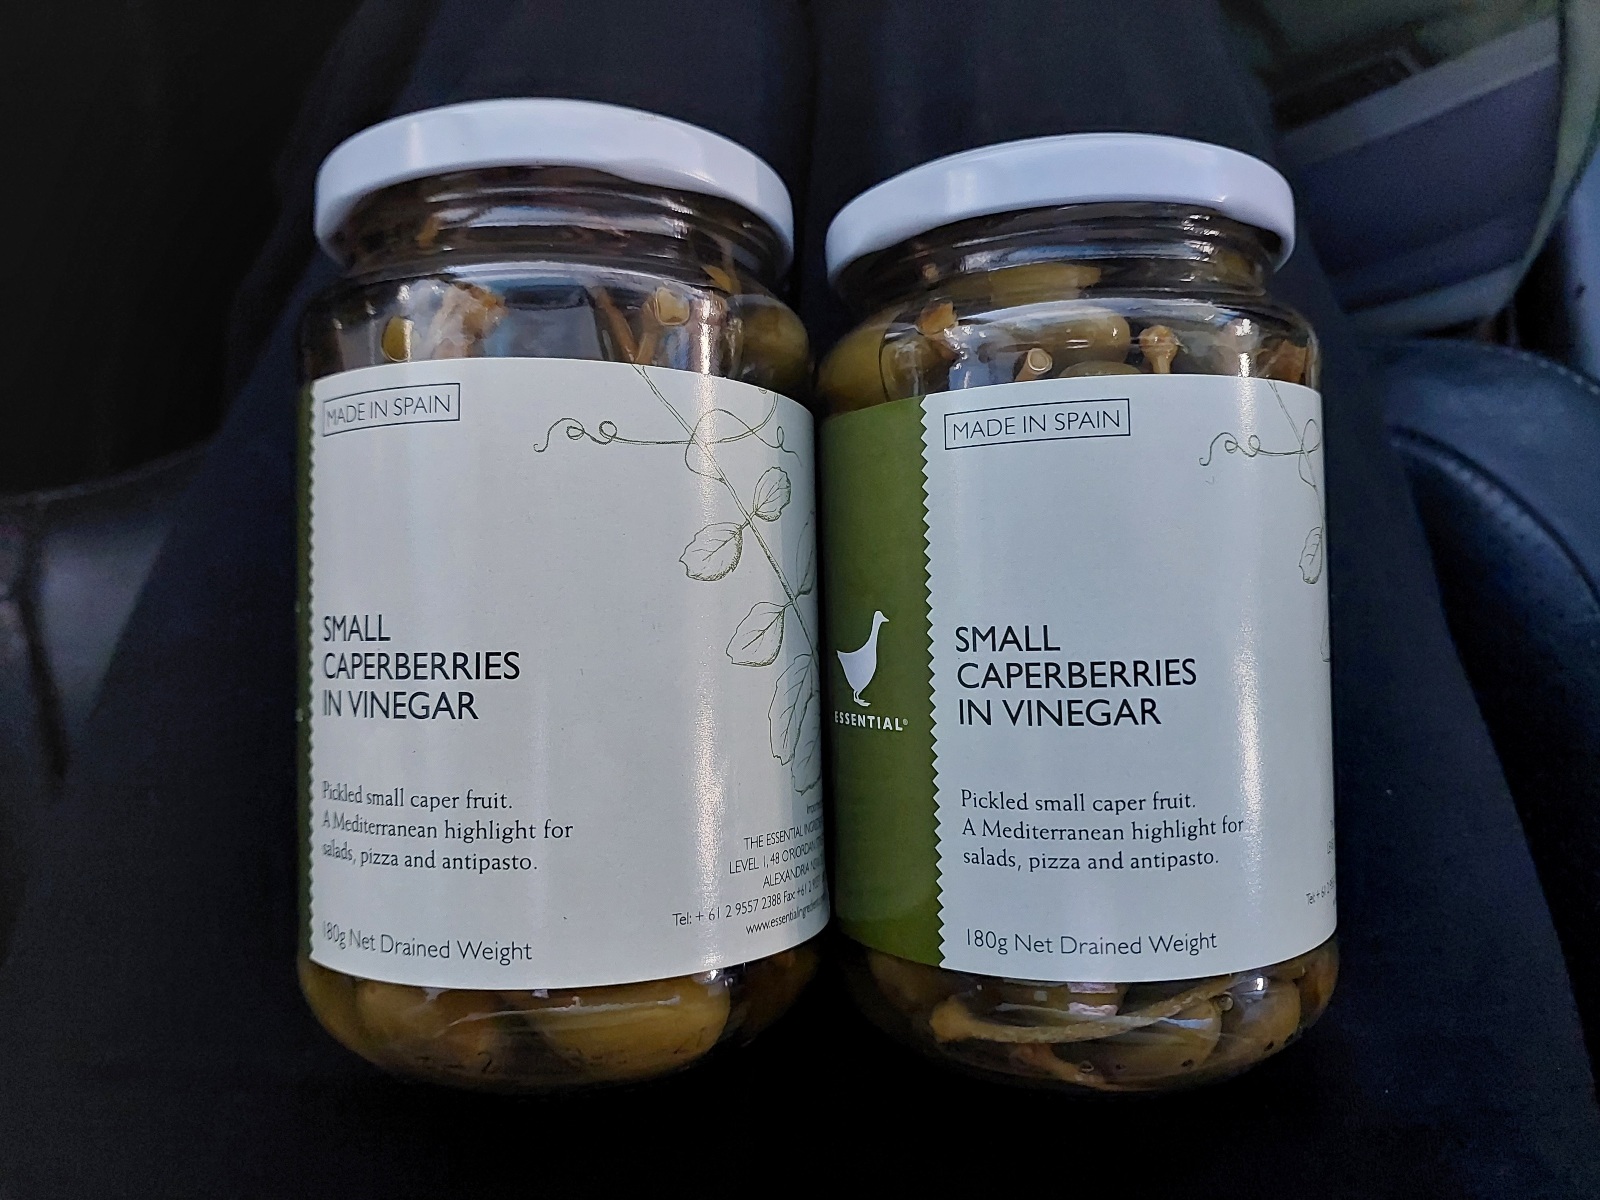 MADE IN SPAIN
SMALL
CAPERBERRIES
IN VINEGAR
Pickled small caper fruit.
A Mediterranean highlight for
salads, pizza and antipasto.
180g Net Drained Weight
THE ESSENTIAL
LEVEL 1, 48 O'RIORDAN
ALEXANDRIA
Tel: + 61 2 9557 2388 Fax: +61 2
ESSENTIAL®
MADE IN SPAIN
SMALL
CAPERBERRIES
IN VINEGAR
Pickled small caper fruit.
A Mediterranean highlight for
salads, pizza and antipasto.
180g Net Drained Weight